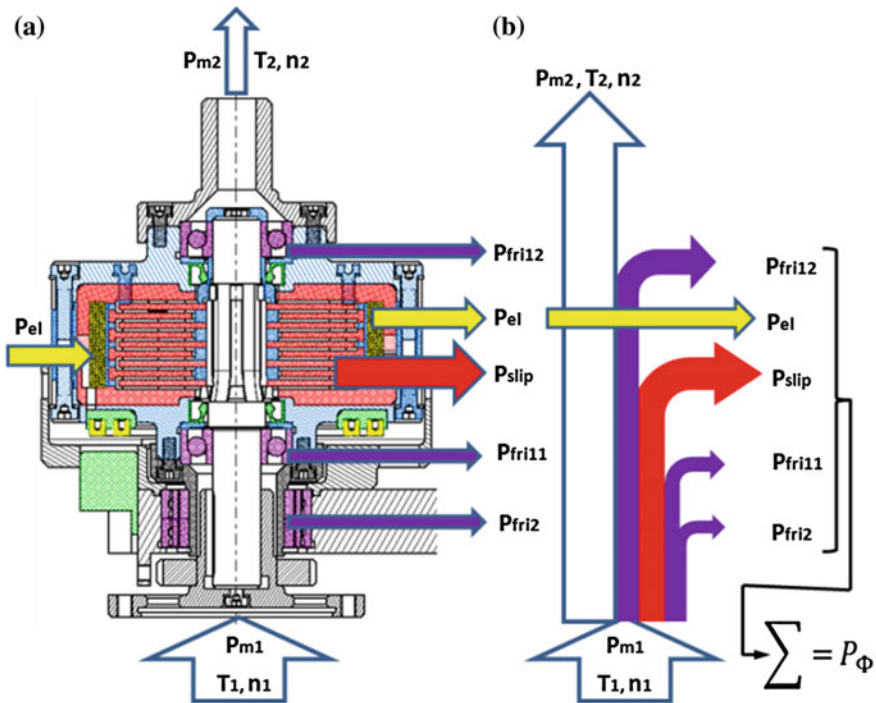 (a)
Pm2 T2, n2
Pel
Pfri12
Pel
Pslip
Pfri11
Pfri2
Pm1
T1, n1
(b)
Pm2, T2, n2
Pfri12
Pel
Pslip
Pfri11
Pfri2
Pm1
T1, n1
∑ = PΦ